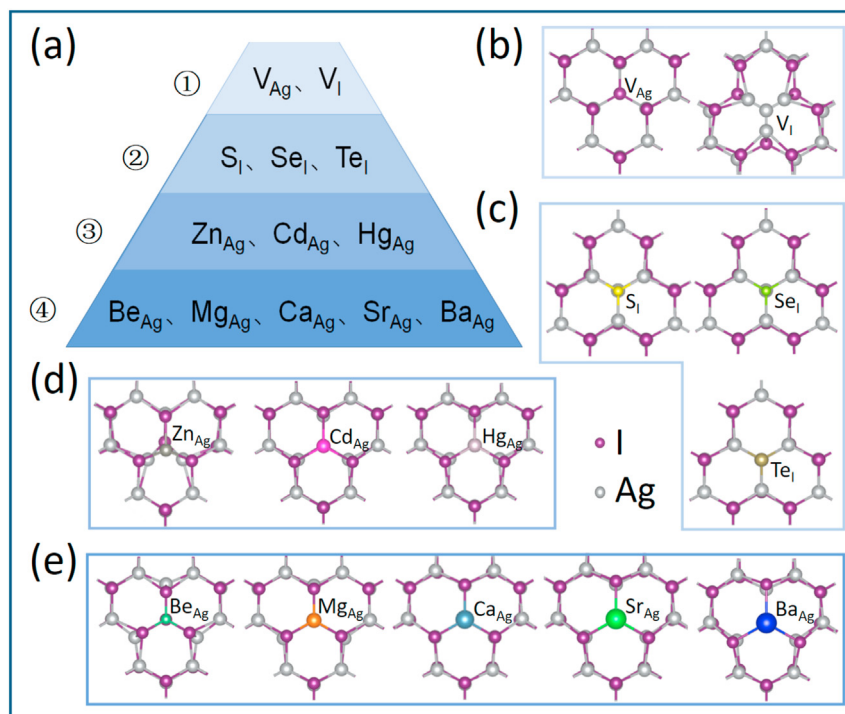 (a)
① V_Ag、V_I
② S_I、Se_I、Te_I
③ Zn_Ag、Cd_Ag、Hg_Ag
④ Be_Ag、Mg_Ag、Ca_Ag、Sr_Ag、Ba_Ag
(b)
V_Ag V_I
(c)
S_I Se_I
Te_I
I
Ag
(d)
Zn_Ag Cd_Ag Hg_Ag
(e)
Be_Ag Mg_Ag Ca_Ag Sr_Ag Ba_Ag